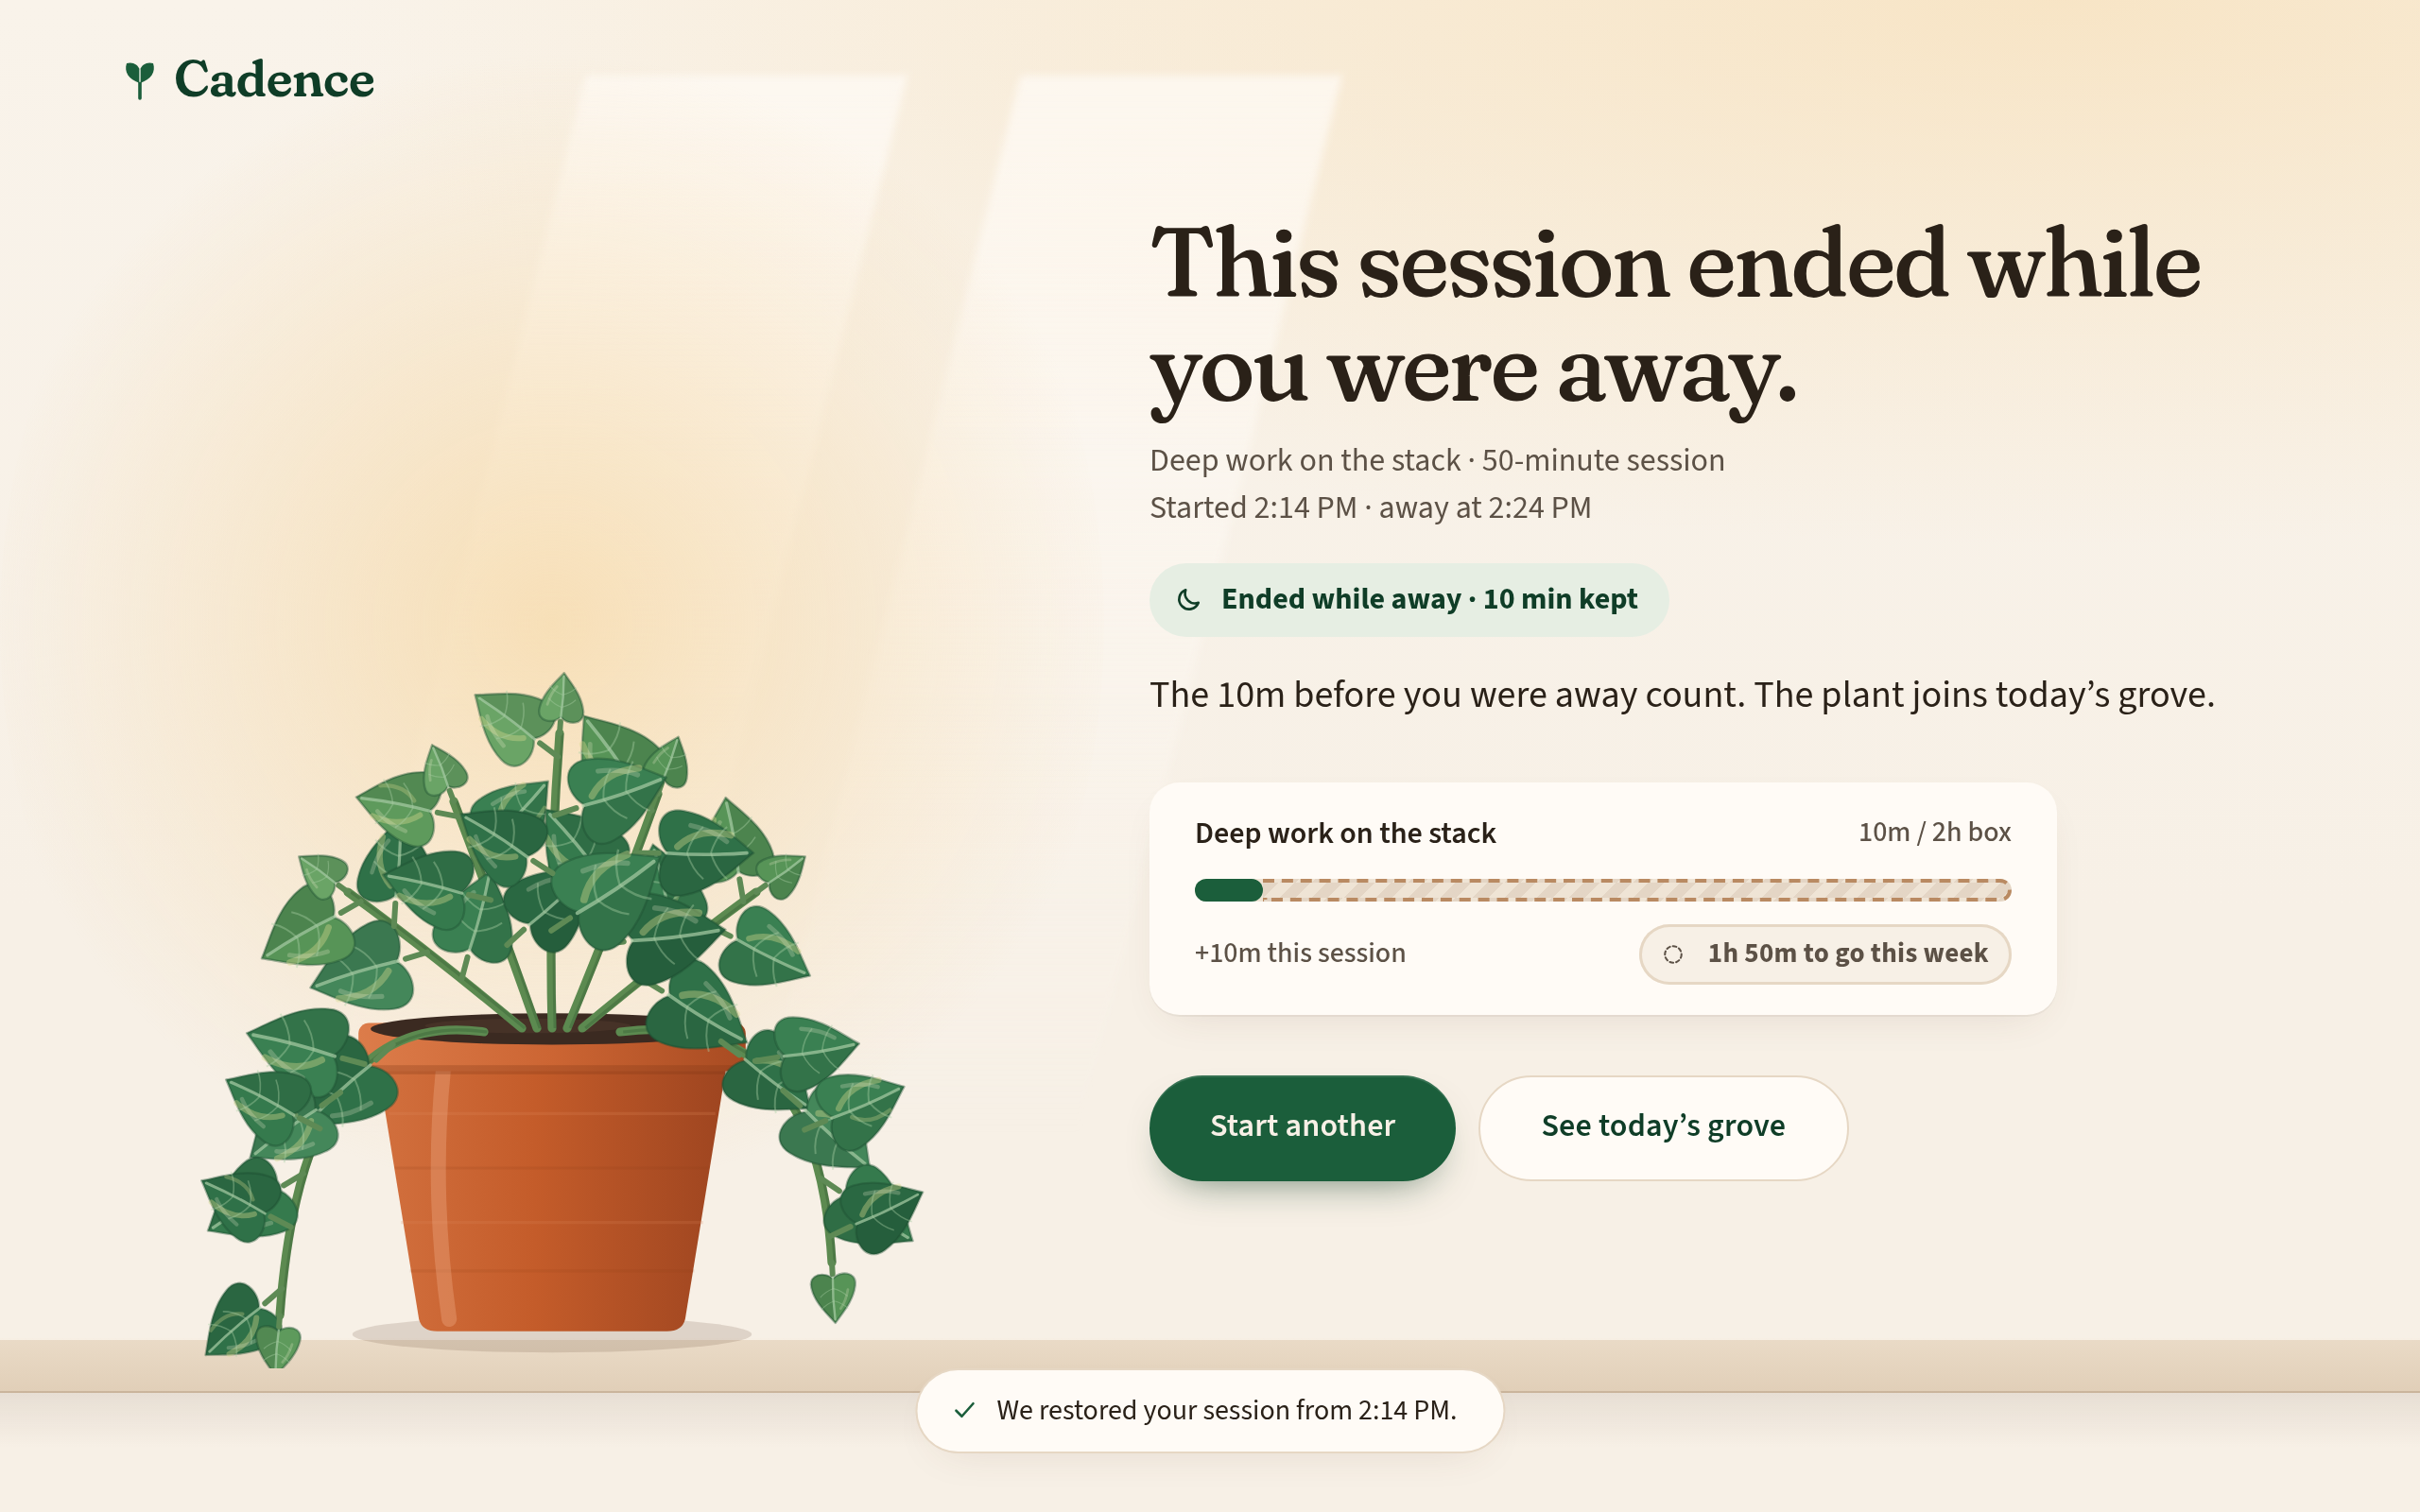 Cadence
This session ended while
you were away.
Deep work on the stack · 50-minute session
Started 2:14 PM · away at 2:24 PM
Ended while away · 10 min kept
The 10m before you were away count. The plant joins today’s grove.
Deep work on the stack
10m / 2h box
+10m this session
1h 50m to go this week
Start another
See today’s grove
We restored your session from 2:14 PM.